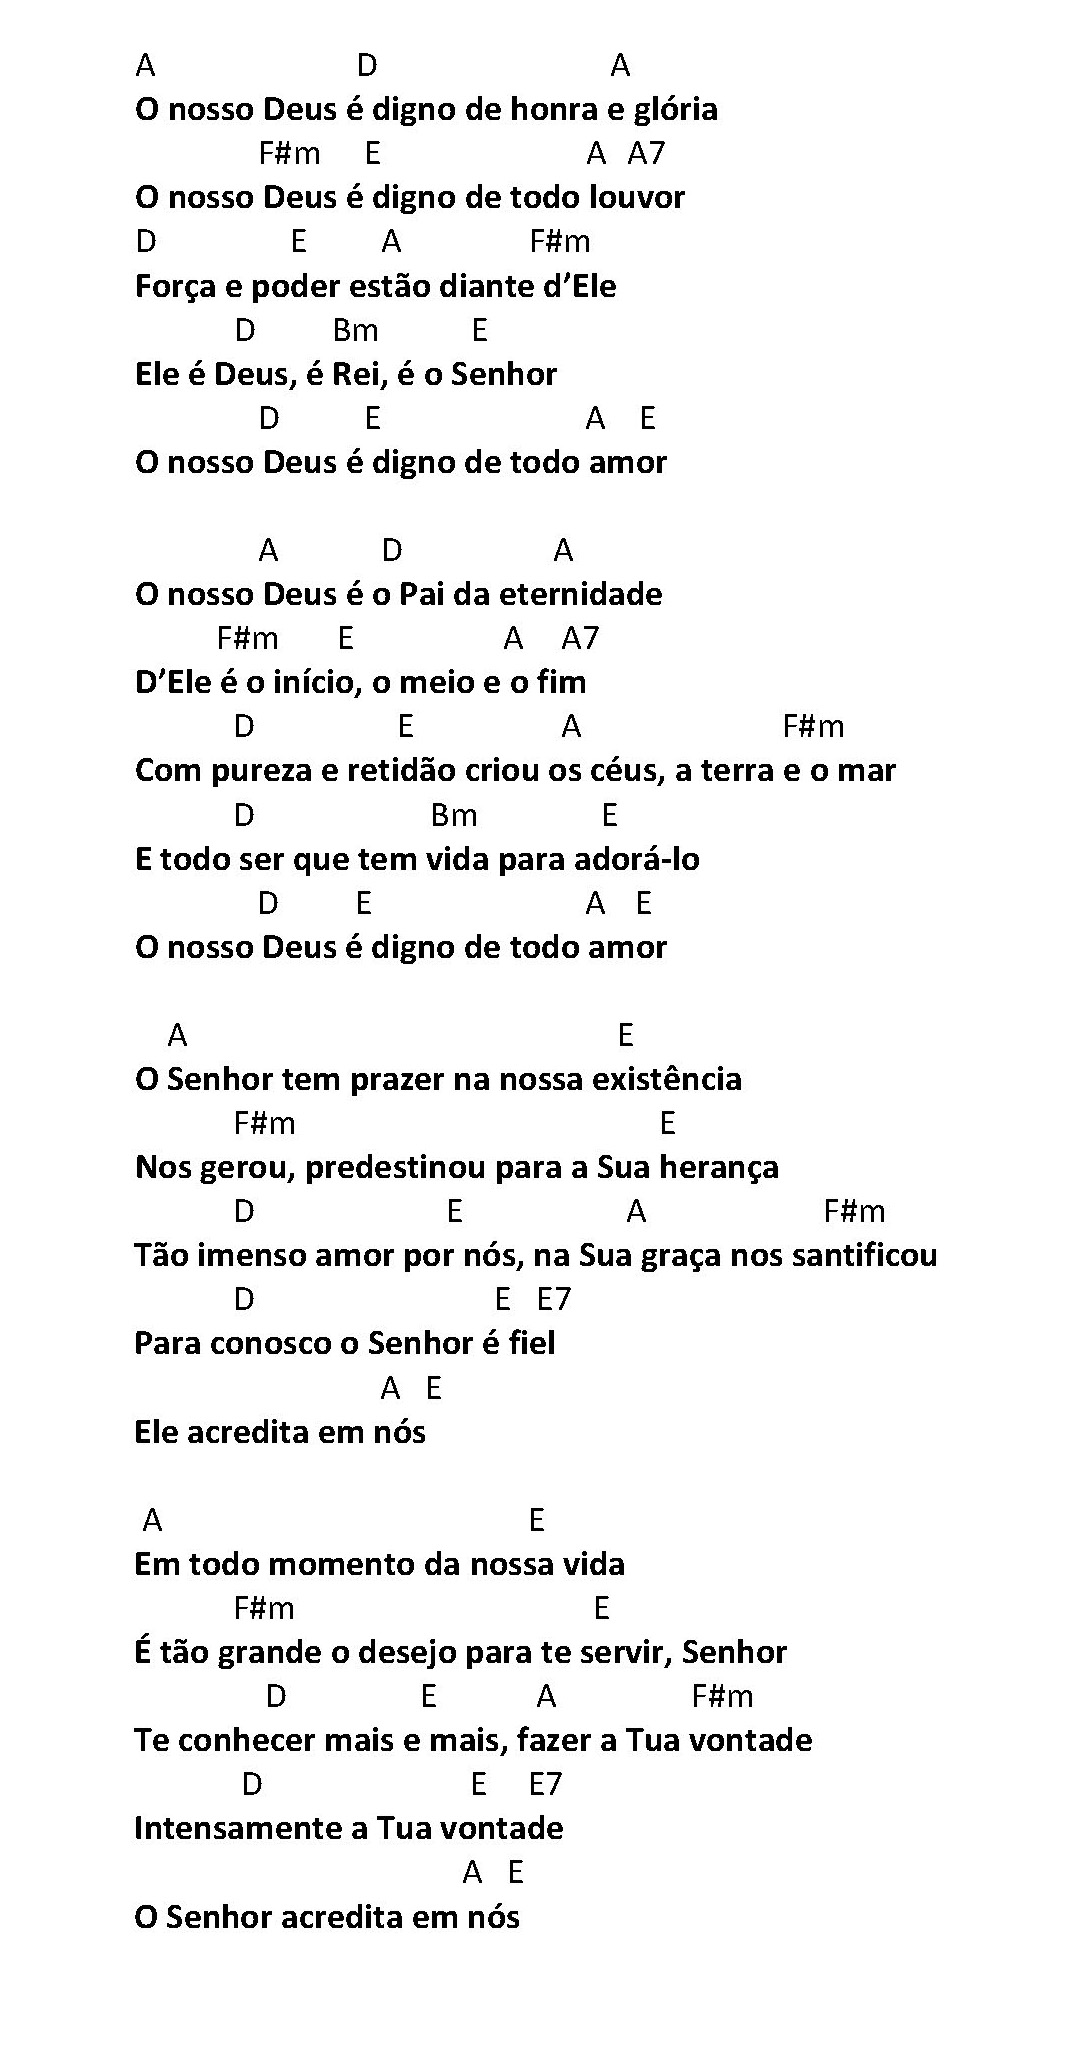 A D A
O nosso Deus é digno de honra e glória
F#m E A A7
O nosso Deus é digno de todo louvor
D E A F#m
Força e poder estão diante d’Ele
D Bm E
Ele é Deus, é Rei, é o Senhor
D E A E
O nosso Deus é digno de todo amor
A D A
O nosso Deus é o Pai da eternidade
F#m E A A7
D’Ele é o início, o meio e o fim
D E A F#m
Com pureza e retidão criou os céus, a terra e o mar
D Bm E
E todo ser que tem vida para adorá-lo
D E A E
O nosso Deus é digno de todo amor
A E
O Senhor tem prazer na nossa existência
F#m E
Nos gerou, predestinou para a Sua herança
D E A F#m
Tão imenso amor por nós, na Sua graça nos santificou
D E E7
Para conosco o Senhor é fiel
A E
Ele acredita em nós
A E
Em todo momento da nossa vida
F#m E
É tão grande o desejo para te servir, Senhor
D E A F#m
Te conhecer mais e mais, fazer a Tua vontade
D E E7
Intensamente a Tua vontade
A E
O Senhor acredita em nós